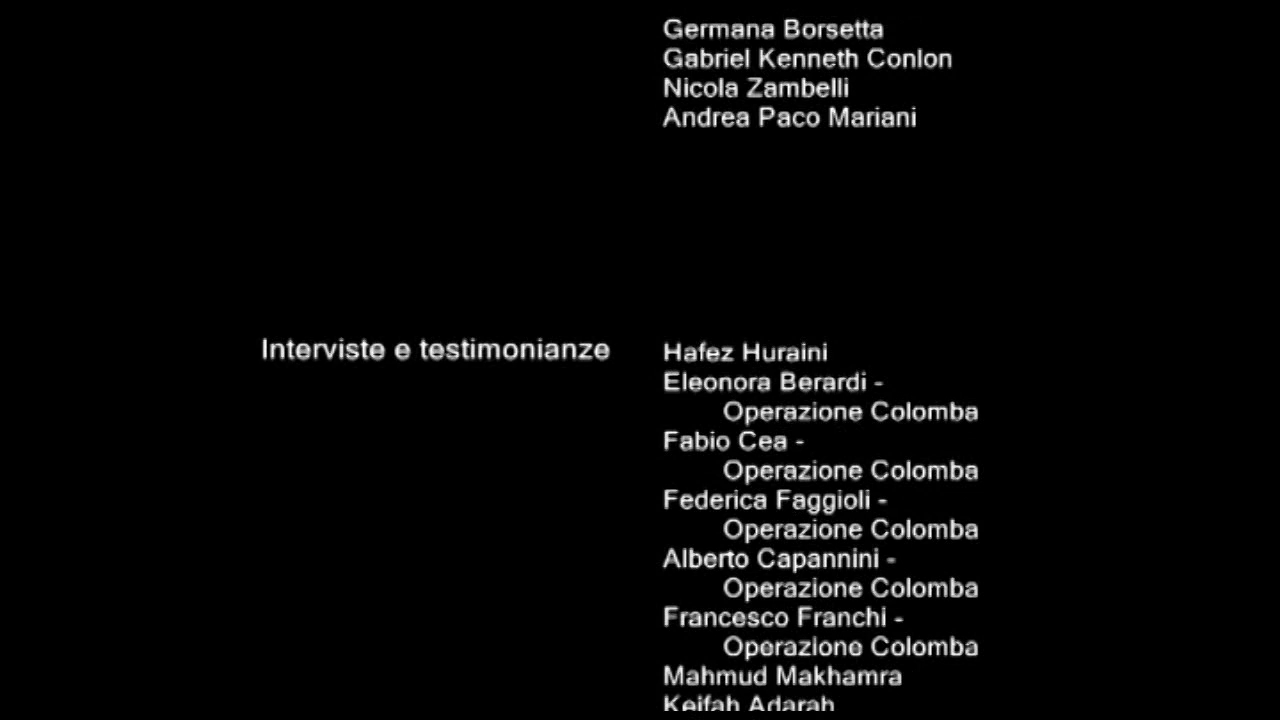 Germana Borsetta
Gabriel Kenneth Conlon
Nicola Zambelli
Andrea Paco Mariani
Interviste e testimonianze Hafez Huraini
Eleonora Berardi -
Operazione Colomba
Fabio Cea -
Operazione Colomba
Federica Faggioli -
Operazione Colomba
Alberto Capannini -
Operazione Colomba
Francesco Franchi -
Operazione Colomba
Mahmud Makhamra
Keifah Adarah